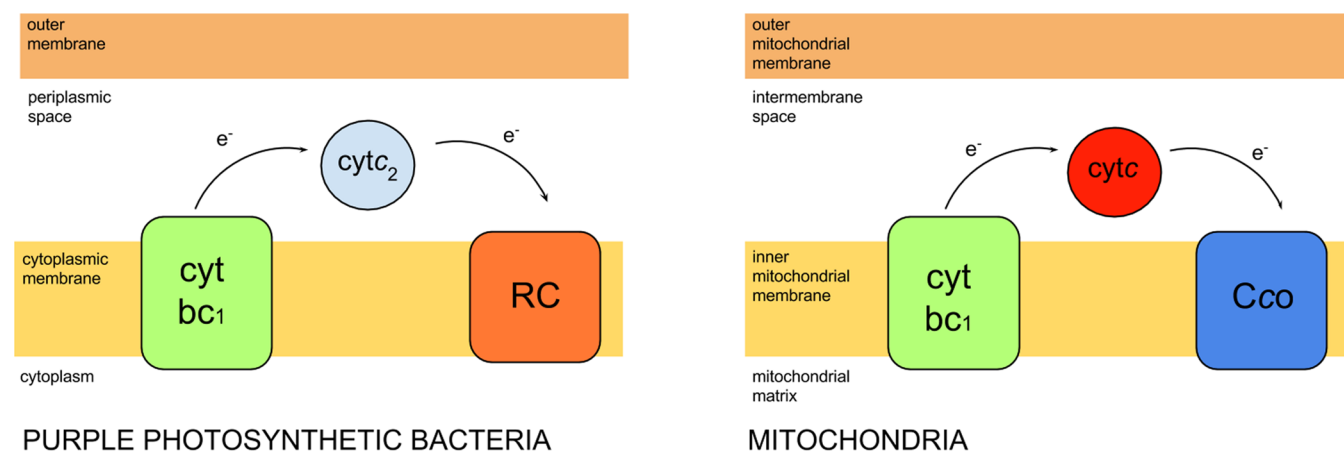 outer
membrane
periplasmic
space
e-
cytc2
e-
cytoplasmic
membrane
cyt
bc1
RC
cytoplasm
PURPLE PHOTOSYNTHETIC BACTERIA
outer
mitochondrial
membrane
intermembrane
space
e-
cytc
e-
inner
mitochondrial
membrane
cyt
bc1
Cco
mitochondrial
matrix
MITOCHONDRIA